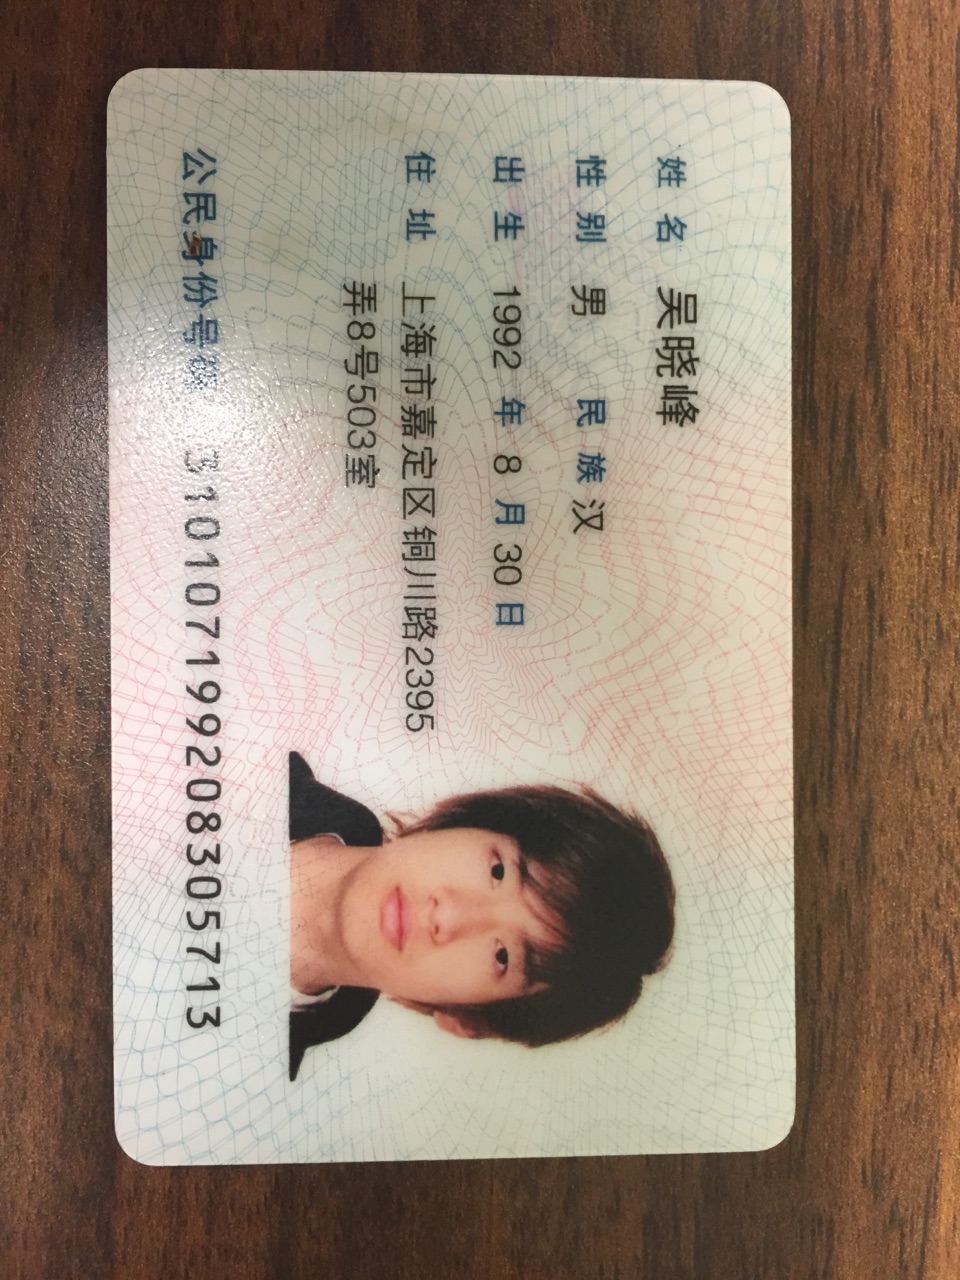 姓名 吴晓峰
性别 男 民族 汉
出生 1992 年 8 月 30 日
住址 上海市嘉定区铜川路2395
弄8号503室
公民身份号码 310107199208305713